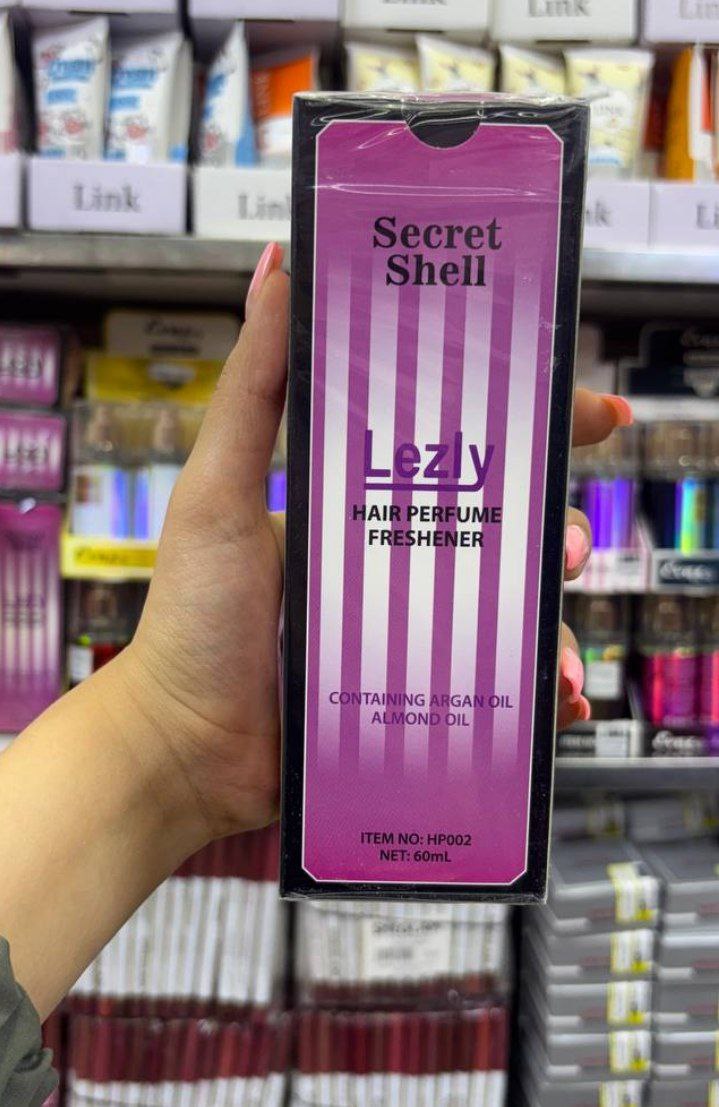 Link
Link
Secret
Shell
Lezly
HAIR PERFUME
FRESHENER
CONTAINING ARGAN OIL
ALMOND OIL
ITEM NO: HP002
NET: 60mL